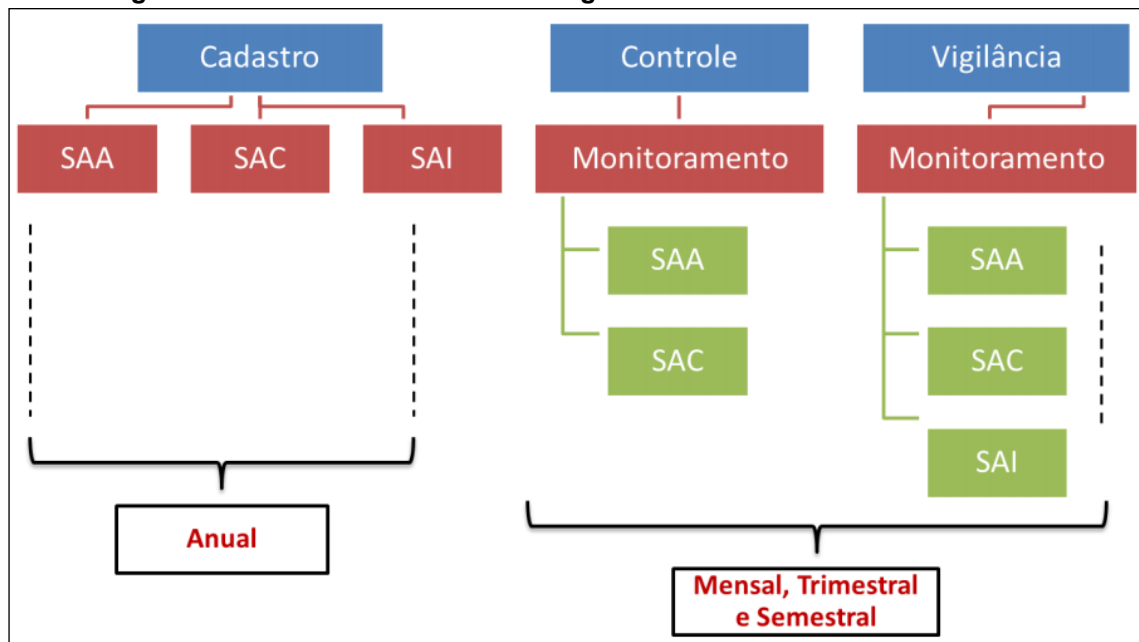 Cadastro
SAA
SAC
SAI
Anual
Controle
Monitoramento
SAA
SAC
Vigilância
Monitoramento
SAA
SAC
SAI
Mensal, Trimestral
e Semestral